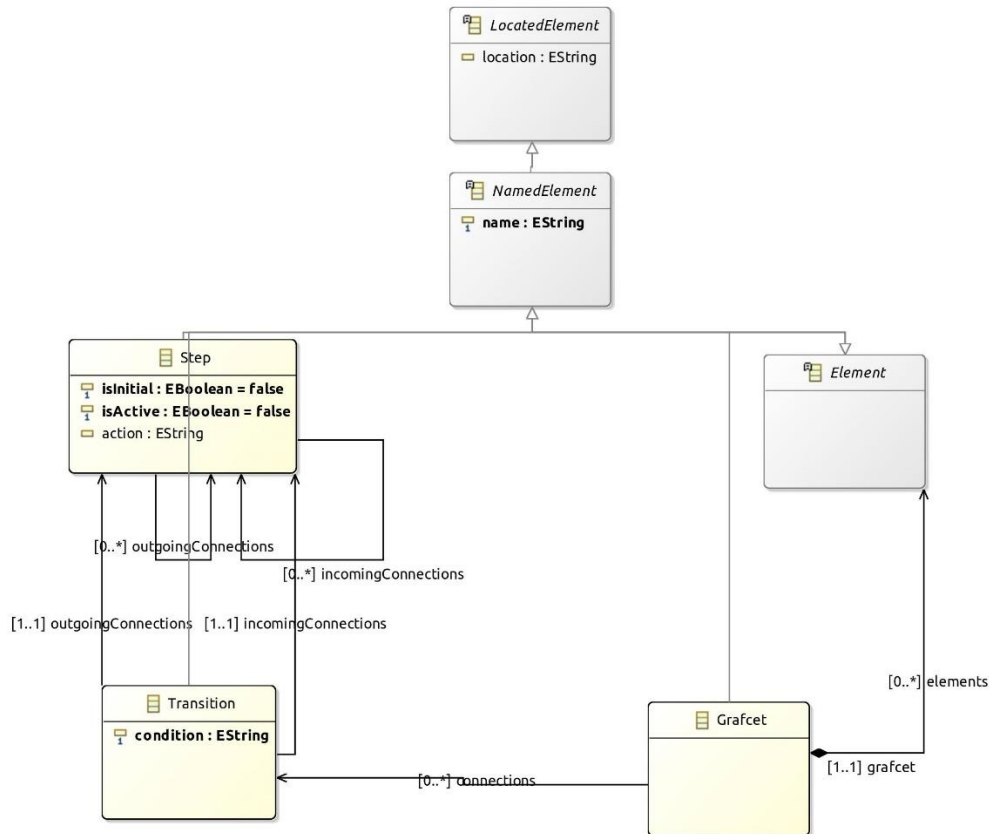 LocatedElement
location : EString
NamedElement
name : EString
Step
isInitial : EBoolean = false
isActive : EBoolean = false
action : EString
Element
[0..*] outgoingConnections
[0..*] incomingConnections
[1..1] outgoingConnections
[1..1] incomingConnections
[0..*] elements
Transition
condition : EString
Grafcet
[1..1] grafcet
[0..*] connections